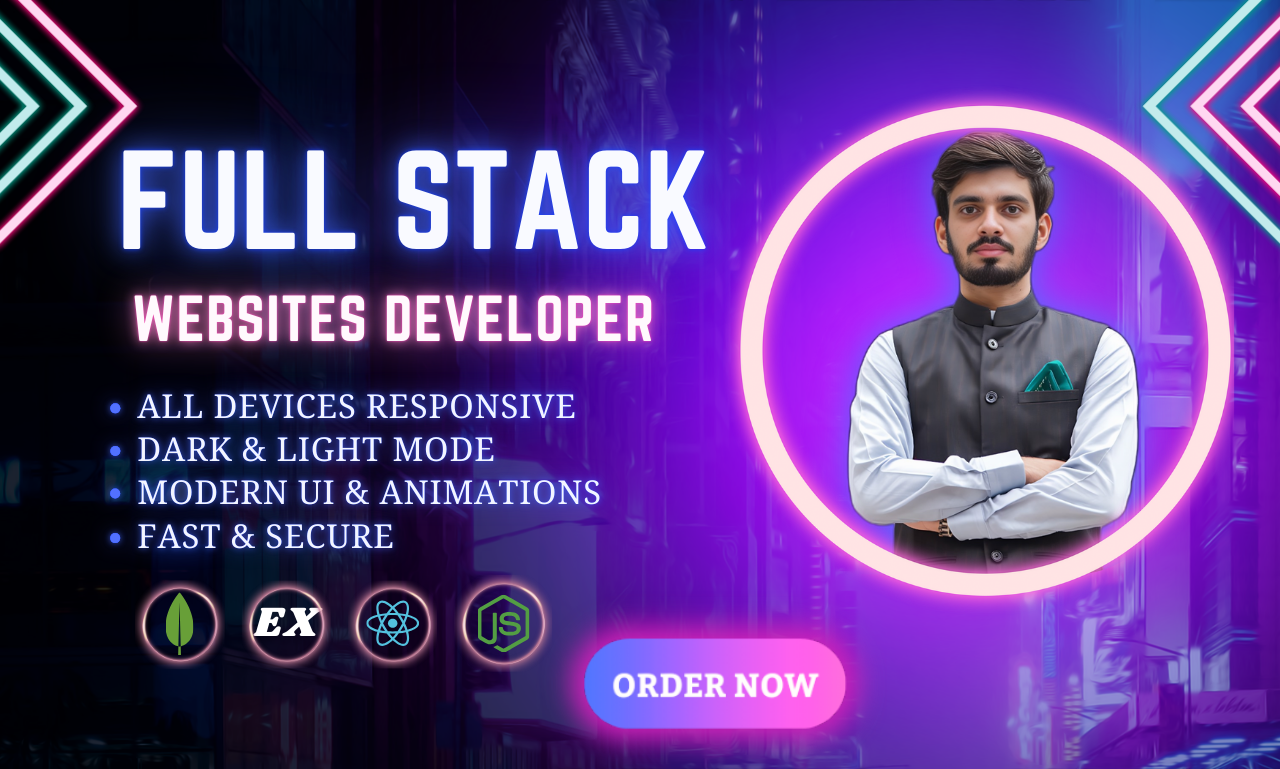 FULL STACK
WEBSITES DEVELOPER
ALL DEVICES RESPONSIVE
DARK & LIGHT MODE
MODERN UI & ANIMATIONS
FAST & SECURE
EX
JS
ORDER NOW